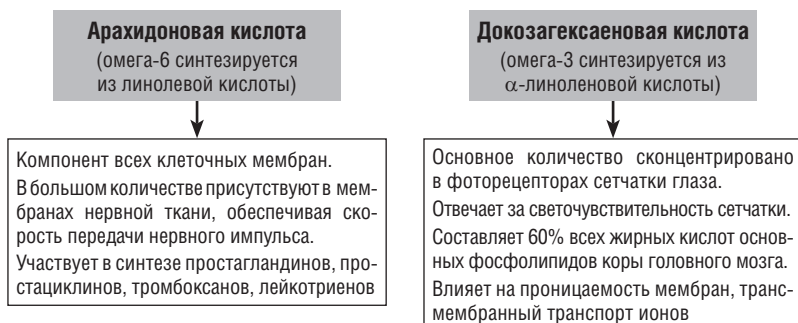 Арахидоновая кислота
(омега-6 синтезируется
из линолевой кислоты)
Компонент всех клеточных мембран.
В большом количестве присутствуют в мем-
бранах нервной ткани, обеспечивая ско-
рость передачи нервного импульса.
Участвует в синтезе простагландинов, про-
стациклинов, тромбоксанов, лейкотриенов
Докозагексаеновая кислота
(омега-3 синтезируется из
α-линоленовой кислоты)
Основное количество сконцентрировано
в фоторецепторах сетчатки глаза.
Отвечает за светочувствительность сетчатки.
Составляет 60% всех жирных кислот основ-
ных фосфолипидов коры головного мозга.
Влияет на проницаемость мембран, транс-
мембранный транспорт ионов